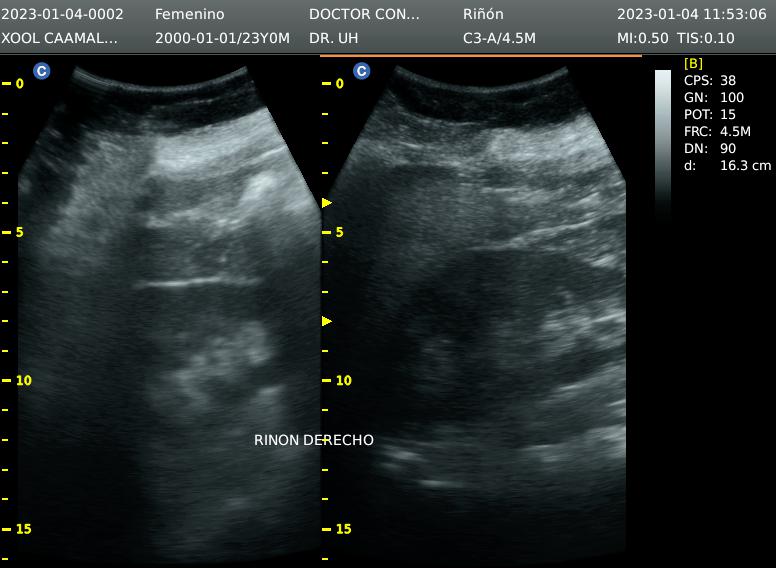 2023-01-04-0002 Femenino DOCTOR CON... Riñón 2023-01-04 11:53:06
XOOL CAAMAL... 2000-01-01/23Y0M DR. UH C3-A/4.5M MI:0.50 TIS:0.10
C
C
[B]
CPS: 38
GN: 100
POT: 15
FRC: 4.5M
DN: 90
d: 16.3 cm
0
5
10
15
0
5
10
15
RINON DERECHO